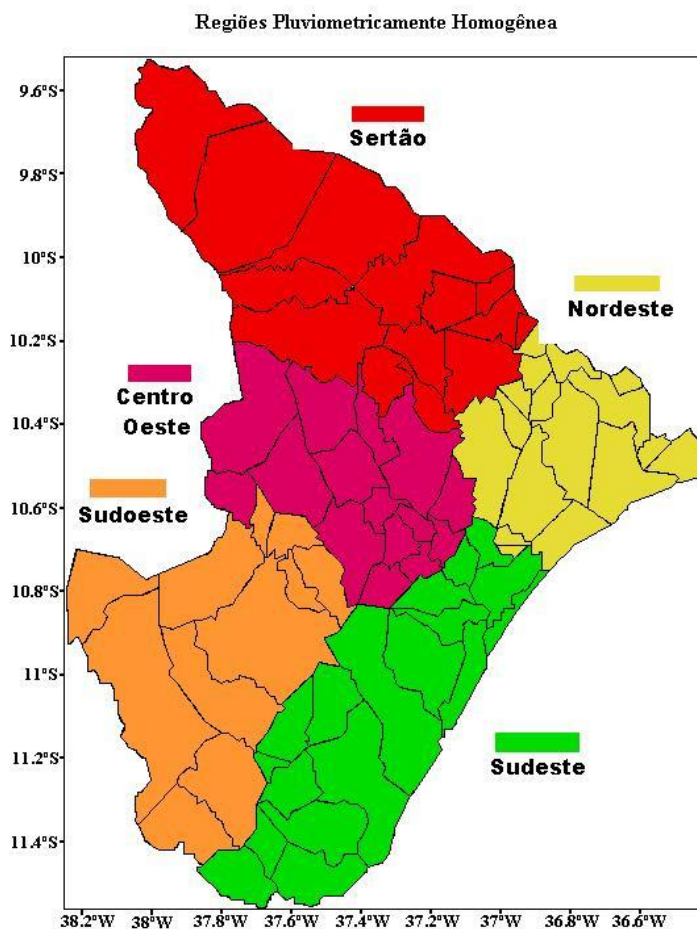 Regiões Pluviometricamente Homogênea
9.6°S
Sertão
9.8°S
10°S
Nordeste
10.2°S
Centro
Oeste
10.4°S
Sudoeste
10.6°S
10.8°S
11°S
11.2°S
Sudeste
11.4°S
38.2°W 38°W 37.8°W 37.6°W 37.4°W 37.2°W 37°W 36.8°W 36.6°W